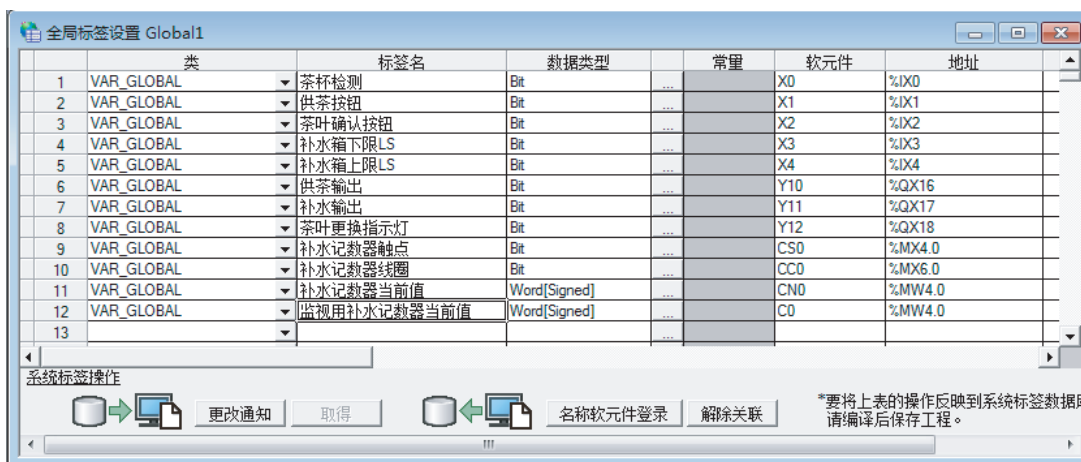 全局标签设置 Global1
类 标签名 数据类型 常量 软元件 地址
1 VAR_GLOBAL 茶杯检测 Bit ... X0 %IX0
2 VAR_GLOBAL 供茶按钮 Bit ... X1 %IX1
3 VAR_GLOBAL 茶叶确认按钮 Bit ... X2 %IX2
4 VAR_GLOBAL 补水箱下限LS Bit ... X3 %IX3
5 VAR_GLOBAL 补水箱上限LS Bit ... X4 %IX4
6 VAR_GLOBAL 供茶输出 Bit ... Y10 %QX16
7 VAR_GLOBAL 补水输出 Bit ... Y11 %QX17
8 VAR_GLOBAL 茶叶更换指示灯 Bit ... Y12 %QX18
9 VAR_GLOBAL 补水记数器触点 Bit ... CS0 %MX4.0
10 VAR_GLOBAL 补水记数器线圈 Bit ... CC0 %MX6.0
11 VAR_GLOBAL 补水记数器当前值 Word[Signed] ... CN0 %MW4.0
12 VAR_GLOBAL 监视用补水记数器当前值 Word[Signed] ... C0 %MW4.0
13 ...
系统标签操作
更改通知 取得 名称软元件登录 解除关联
*要将上表的操作反映到系统标签数据
请编译后保存工程。